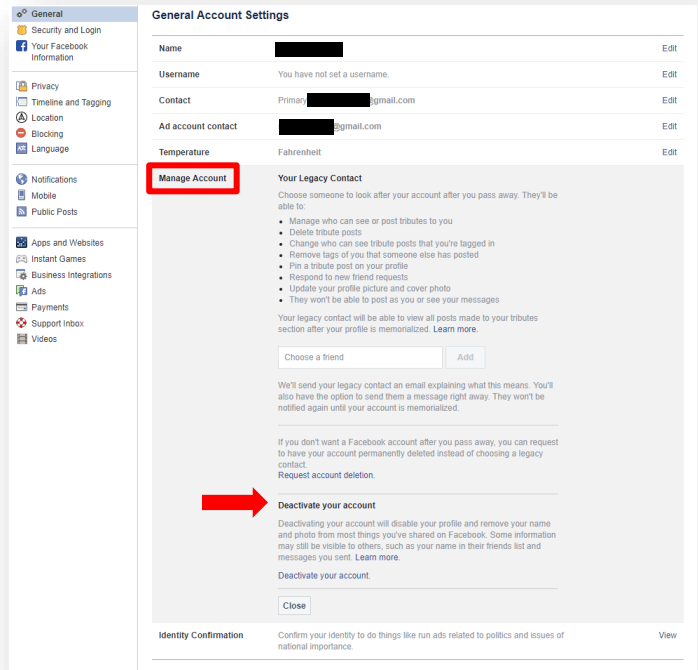 General
Security and Login
Your Facebook
Information
Privacy
Timeline and Tagging
Location
Blocking
Language
Notifications
Mobile
Public Posts
Apps and Websites
Instant Games
Business Integrations
Ads
Payments
Support Inbox
Videos
General Account Settings
Name Edit
Username You have not set a username. Edit
Contact Primary @gmail.com Edit
Ad account contact @gmail.com Edit
Temperature Fahrenheit Edit
Manage Account Your Legacy Contact
Choose someone to look after your account after you pass away. They'll be
able to:
• Manage who can see or post tributes to you
• Delete tribute posts
• Change who can see tribute posts that you're tagged in
• Remove tags of you that someone else has posted
• Pin a tribute post on your profile
• Respond to new friend requests
• Update your profile picture and cover photo
• They won't be able to post as you or see your messages
Your legacy contact will be able to view all posts made to your tributes
section after your profile is memorialized. Learn more.
Choose a friend Add
We'll send your legacy contact an email explaining what this means. You'll
also have the option to send them a message right away. They won't be
notified again until your account is memorialized.
If you don't want a Facebook account after you pass away, you can request
to have your account permanently deleted instead of choosing a legacy
contact.
Request account deletion.
Deactivate your account
Deactivating your account will disable your profile and remove your name
and photo from most things you've shared on Facebook. Some information
may still be visible to others, such as your name in their friends list and
messages you sent. Learn more.
Deactivate your account.
Close
Identity Confirmation Confirm your identity to do things like run ads related to politics and issues of View
national importance.